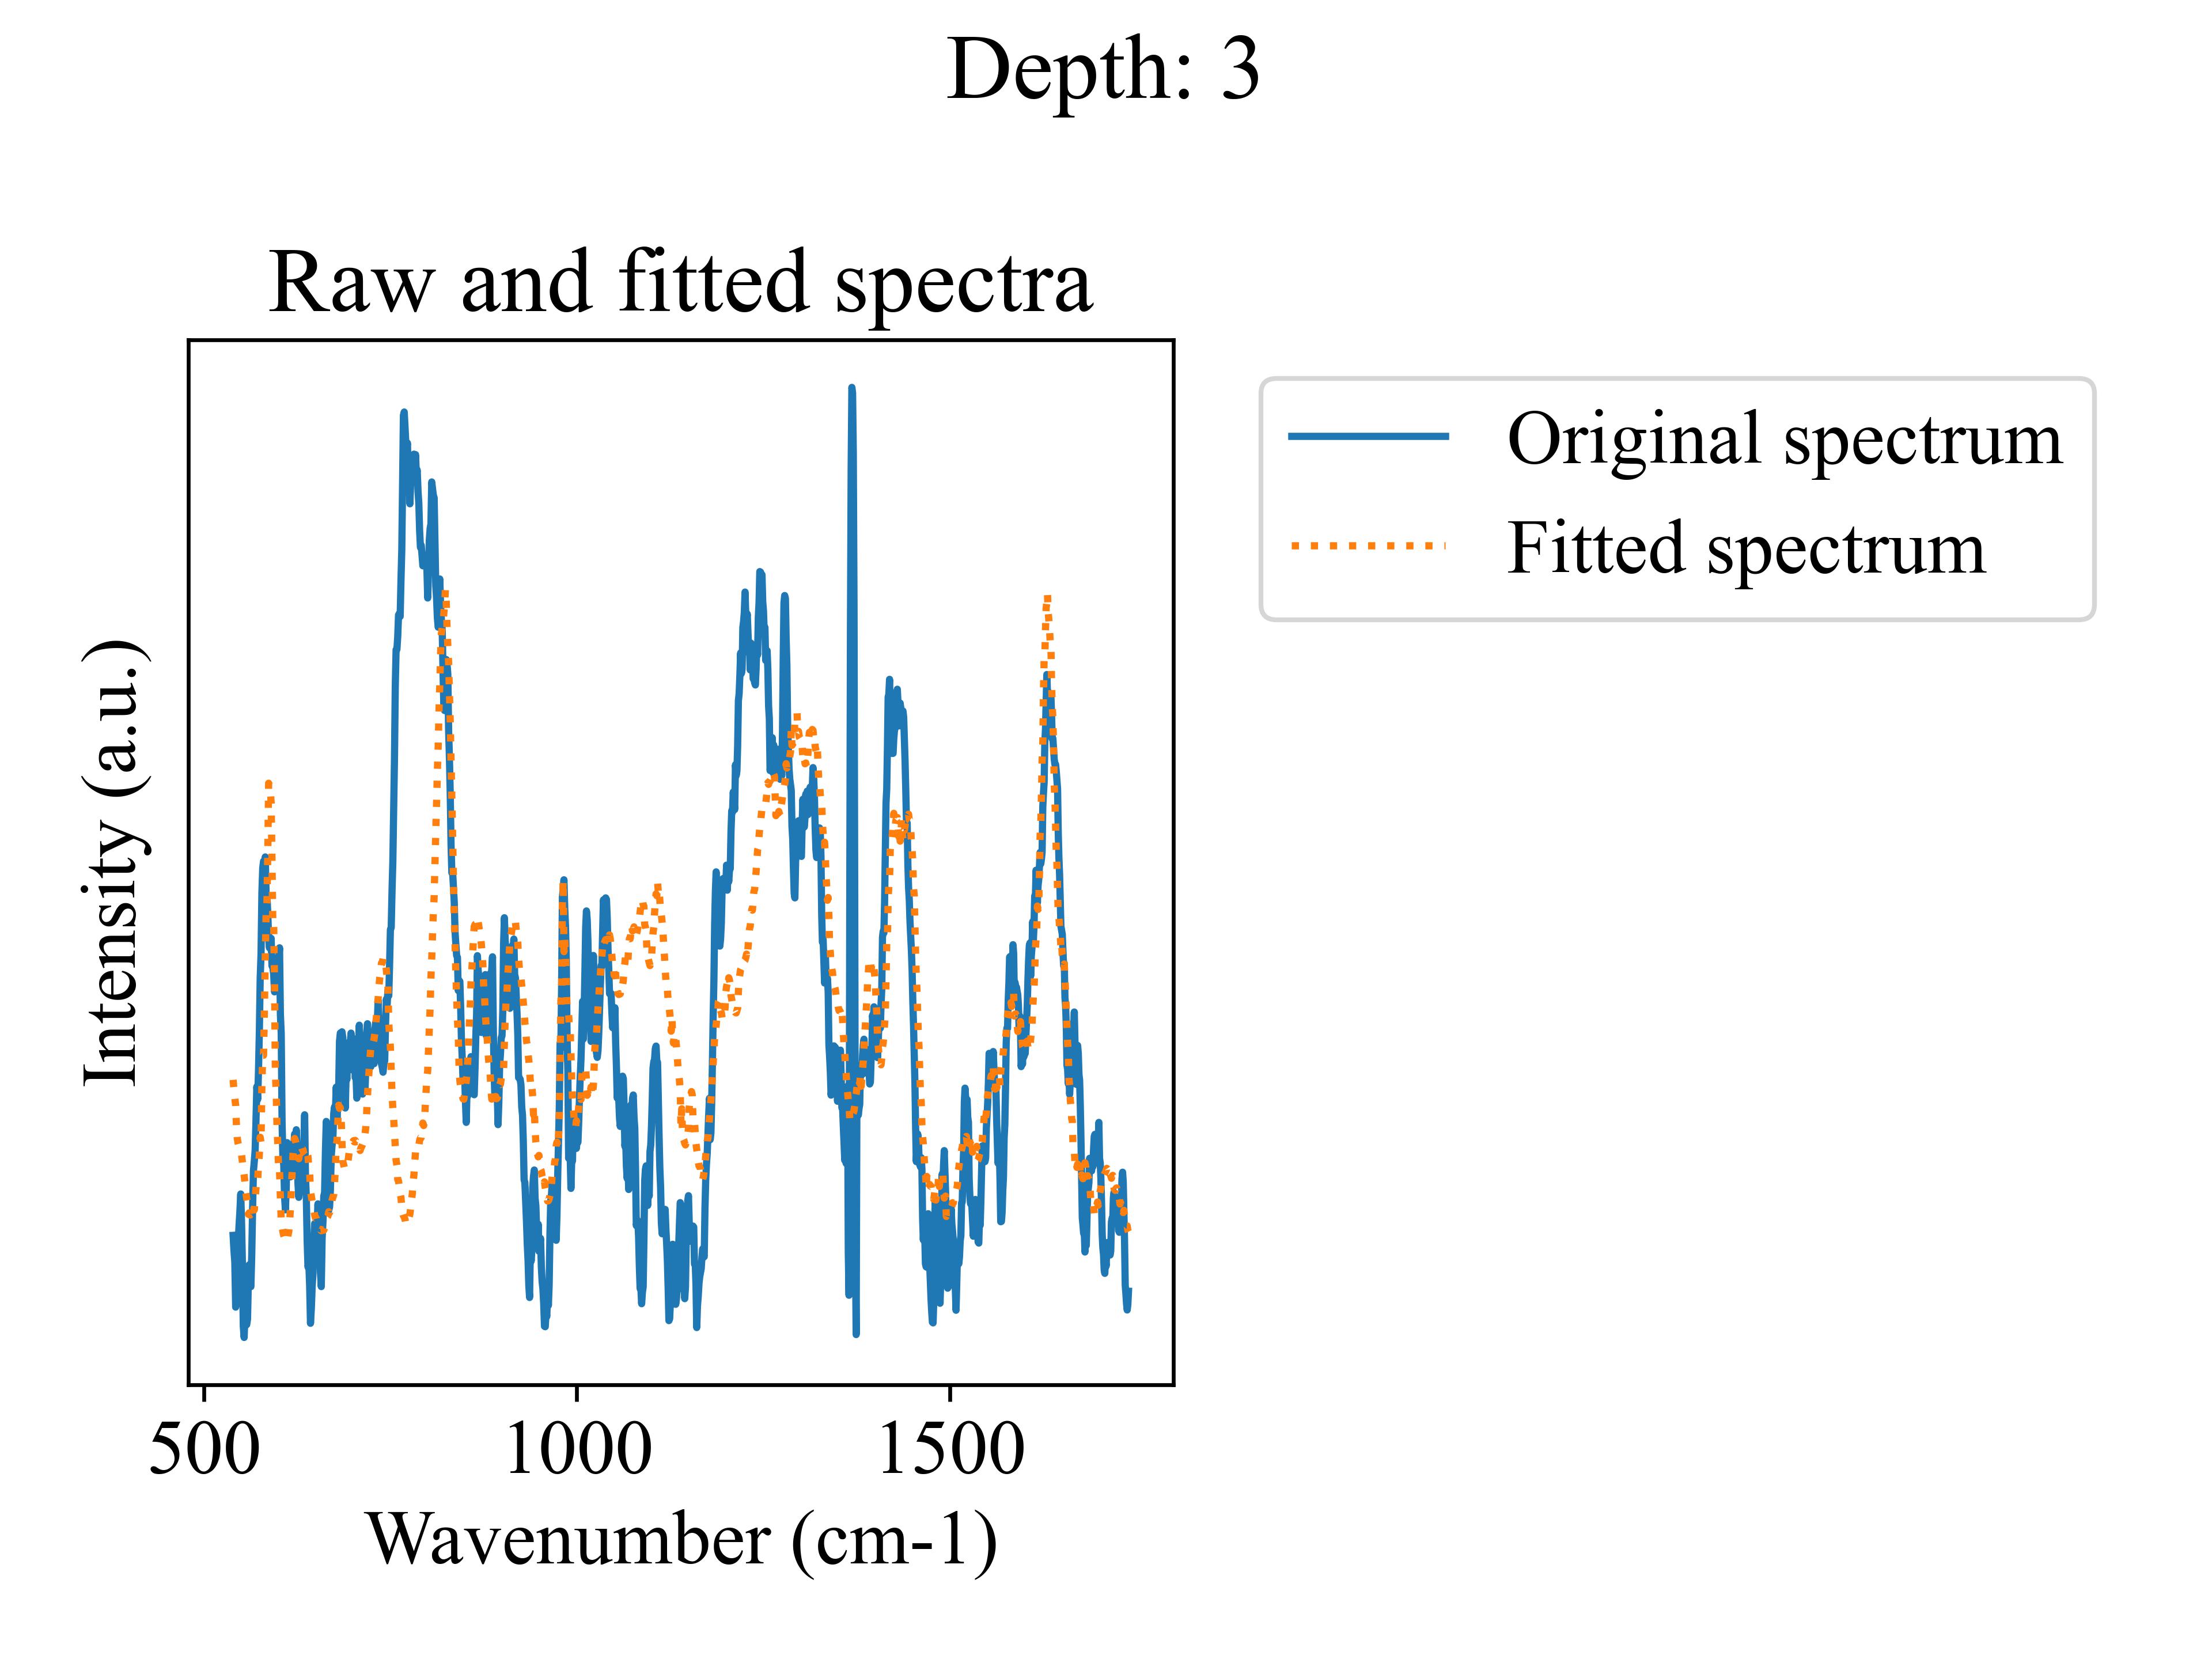 Depth: 3
Raw and fitted spectra
Original spectrum
Fitted spectrum
Intensity (a.u.)
500 1000 1500
Wavenumber (cm-1)